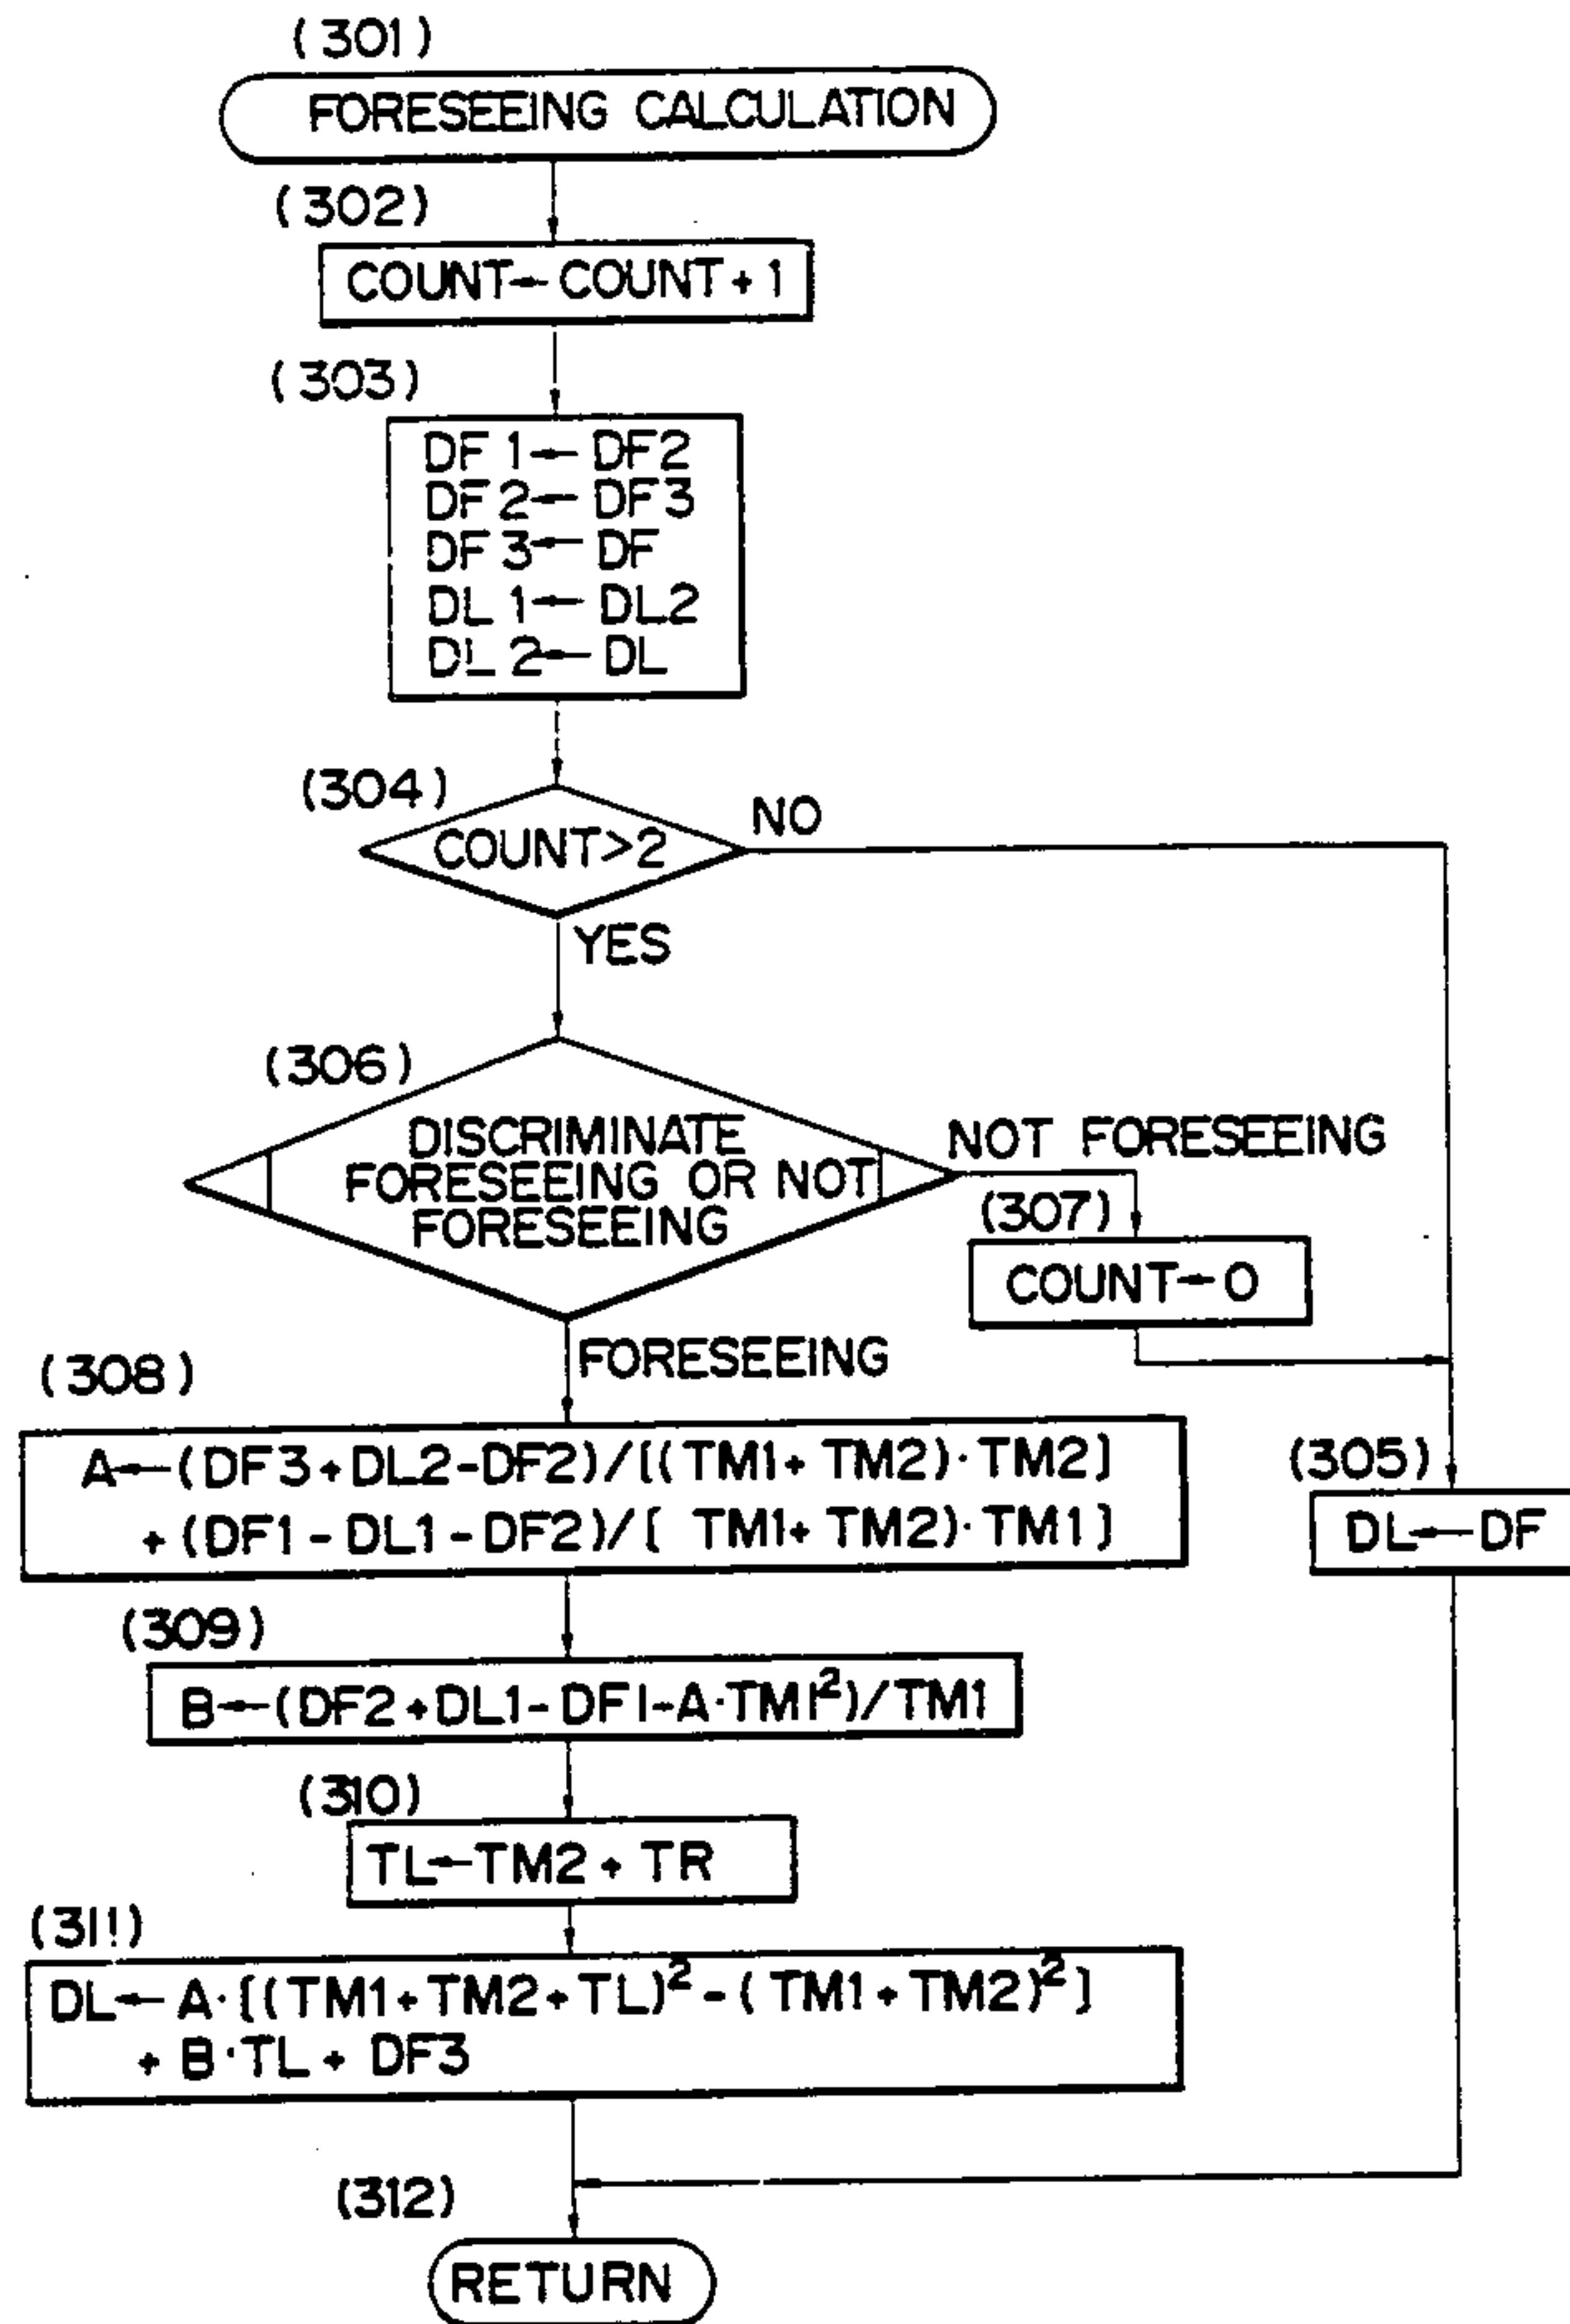 (301)
FORESEEING CALCULATION
(302)
COUNT←COUNT+1
(303)
DF1←DF2
DF2←DF3
DF3←DF
DL1←DL2
DL2←DL
(304)
COUNT>2
NO
YES
(306)
DISCRIMINATE
FORESEEING OR NOT
FORESEEING
NOT FORESEEING
(307)
COUNT←0
FORESEEING
(308)
A←(DF3+DL2-DF2)/[(TM1+TM2)·TM2]
+(DF1-DL1-DF2)/[ TM1+TM2)·TM1]
(305)
DL←DF
(309)
B←(DF2+DL1-DF1-A·TM1²)/TM1
(310)
TL←TM2+TR
(311)
DL←A·[(TM1+TM2+TL)²-(TM1+TM2)²]
+B·TL+DF3
(312)
RETURN